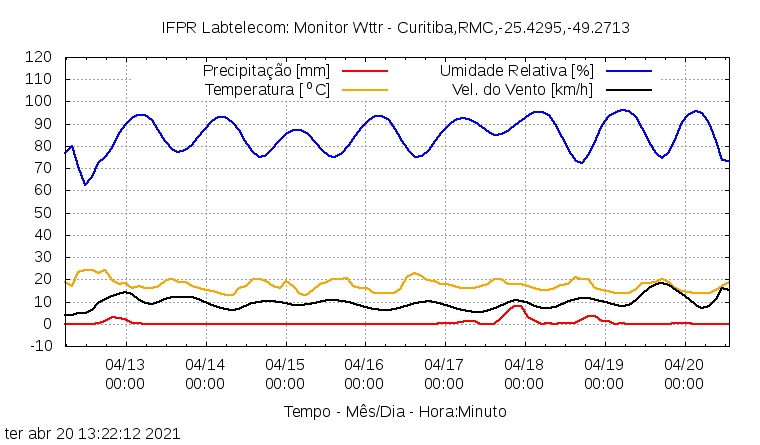 IFPR Labtelecom: Monitor Wttr - Curitiba,RMC,-25.4295,-49.2713
Precipitação [mm]
Temperatura [ ⁰C]
Umidade Relativa [%]
Vel. do Vento [km/h]
120
110
100
90
80
70
60
50
40
30
20
10
0
-10
04/13 04/14 04/15 04/16 04/17 04/18 04/19 04/20
00:00 00:00 00:00 00:00 00:00 00:00 00:00 00:00
Tempo - Mês/Dia - Hora:Minuto
ter abr 20 13:22:12 2021